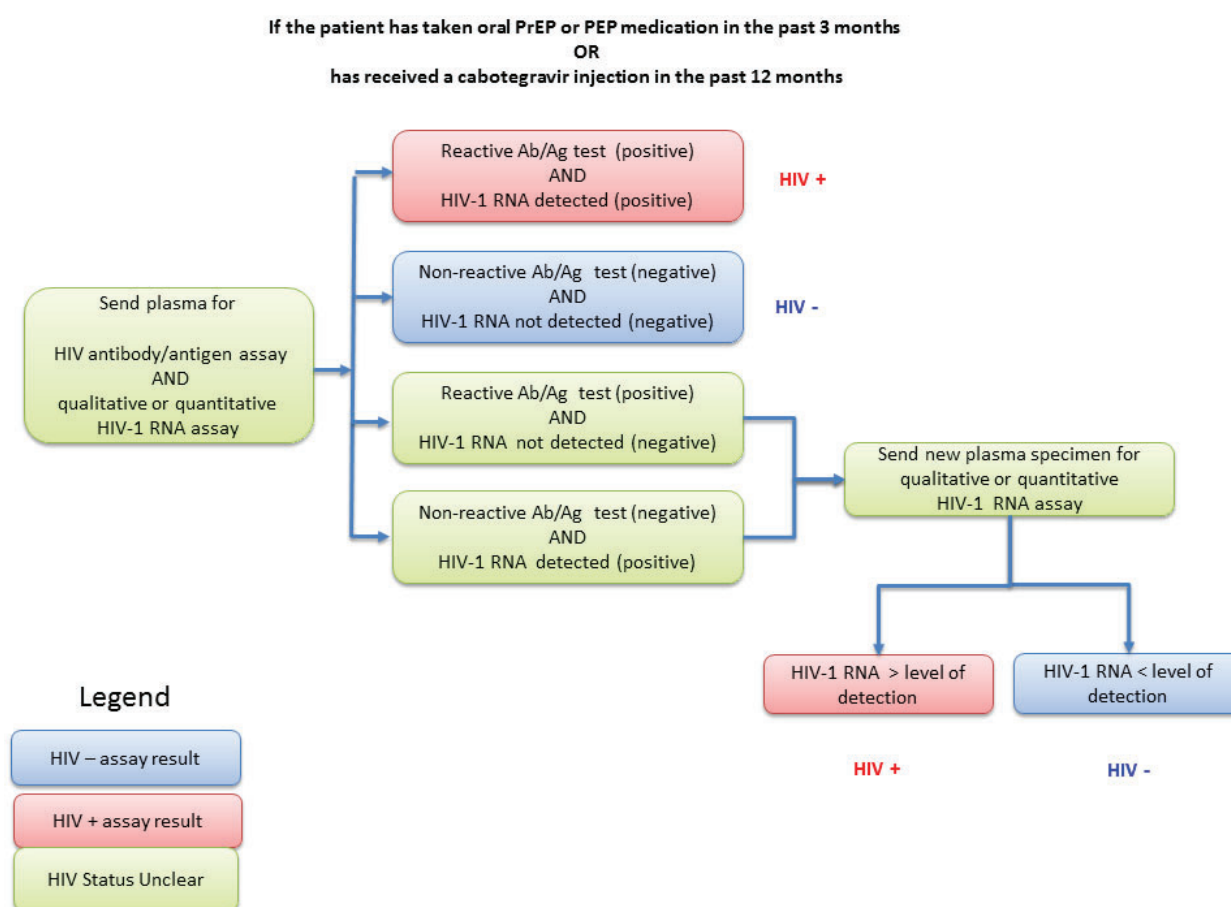 If the patient has taken oral PrEP or PEP medication in the past 3 months
OR
has received a cabotegravir injection in the past 12 months
Reactive Ab/Ag test (positive)
AND
HIV-1 RNA detected (positive)
HIV +
Non-reactive Ab/Ag test (negative)
AND
HIV-1 RNA not detected (negative)
HIV -
Send plasma for
HIV antibody/antigen assay
AND
qualitative or quantitative
HIV-1 RNA assay
Reactive Ab/Ag test (positive)
AND
HIV-1 RNA not detected (negative)
Non-reactive Ab/Ag test (negative)
AND
HIV-1 RNA detected (positive)
Send new plasma specimen for
qualitative or quantitative
HIV-1 RNA assay
HIV-1 RNA > level of
detection
HIV +
HIV-1 RNA < level of
detection
HIV -
Legend
HIV – assay result
HIV + assay result
HIV Status Unclear